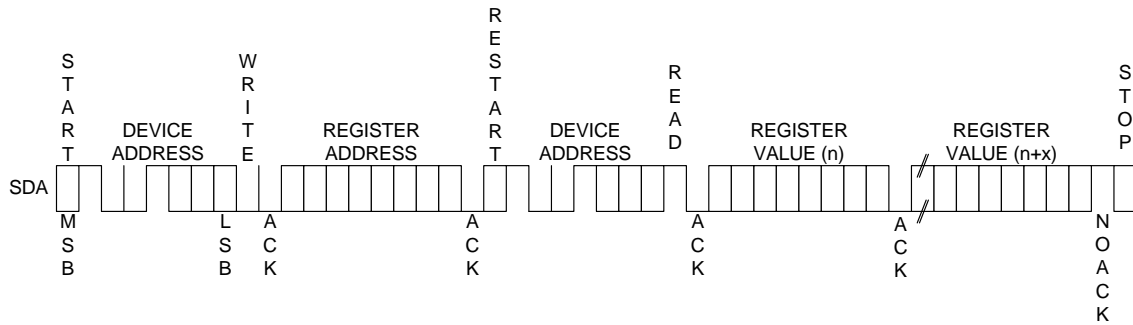 START
WRITE
RESTART
READ
STOP
DEVICE
ADDRESS
REGISTER
ADDRESS
DEVICE
ADDRESS
REGISTER
VALUE (n)
REGISTER
VALUE (n+x)
SDA
//
//
MSB
LSB
ACK
ACK
ACK
ACK
NOACK